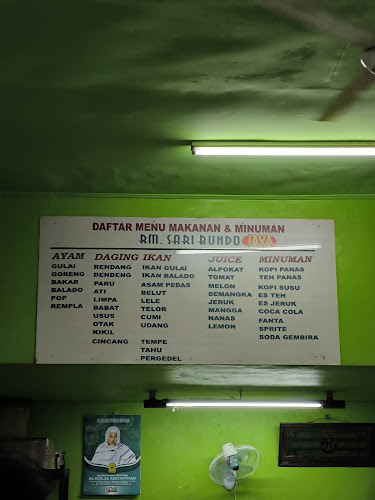 DAFTAR MENU MAKANAN & MINUMAN
RM. SARI BUNDO JAYA
AYAM
GULAI
GORENG
BAKAR
BALADO
POP
REMPLA
DAGING
RENDANG
DENDENG
PARU
ATI
LIMPA
BABAT
USUS
OTAK
KIKIL
CINCANG
IKAN
IKAN GULAI
IKAN BALADO
ASAM PEDAS
BELUT
LELE
TELOR
CUMI
UDANG
TEMPE
TAHU
PERGEDEL
JUICE
ALPOKAT
TOMAT
MELON
SEMANGKA
JERUK
MANGGA
NANAS
LEMON
MINUMAN
KOPI PANAS
TEH PANAS
KOPI SUSU
ES TEH
ES JERUK
COCA COLA
FANTA
SPRITE
SODA GEMBIRA